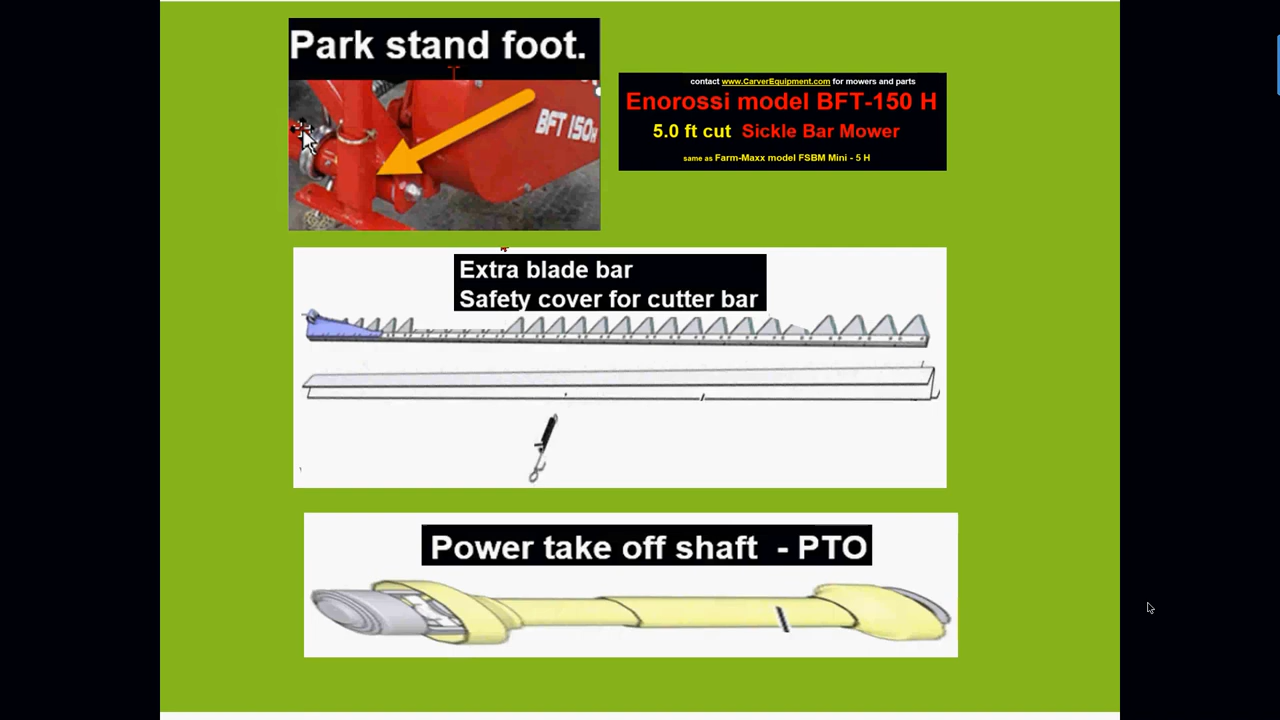 Park stand foot.
BFT 150H
contact www.CarverEquipment.com for mowers and parts
Enorossi model BFT-150 H
5.0 ft cut Sickle Bar Mower
same as Farm-Maxx model FSBM Mini - 5 H
Extra blade bar
Safety cover for cutter bar
Power take off shaft - PTO